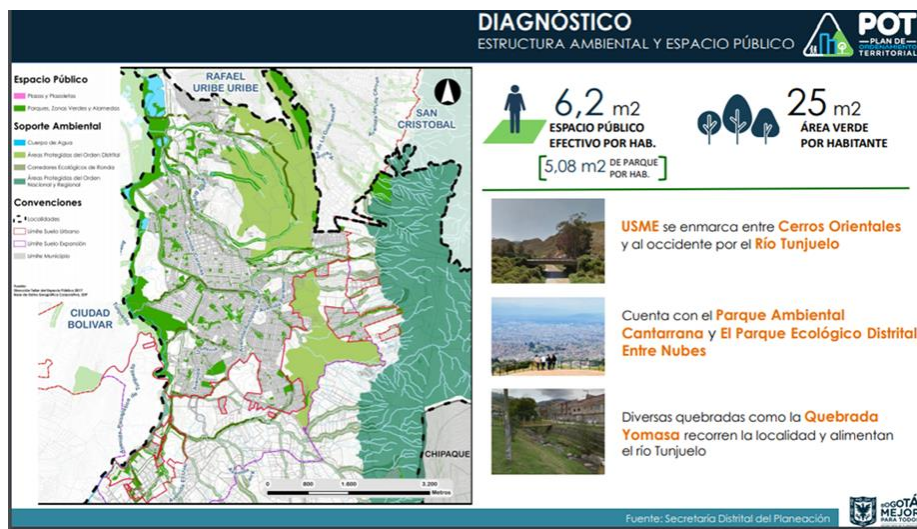 DIAGNÓSTICO
ESTRUCTURA AMBIENTAL Y ESPACIO PÚBLICO
POT
PLAN DE
ORDENAMIENTO
TERRITORIAL
Espacio Público
Plazas y Plazoletas
Parques, Zonas Verdes y Alamedas
Soporte Ambiental
Cuerpo de Agua
Áreas Protegidas del Orden Distrital
Corredores Ecológicos de Ronda
Áreas Protegidas del Orden
Nacional y Regional
Convenciones
Localidades
Límite Suelo Urbano
Límite Suelo Expansión
Límite Municipio
RAFAEL
URIBE URIBE
SAN
CRISTOBAL
CIUDAD
BOLIVAR
CHIPAQUE
0 800 1.600 3.200
Metros
6,2 m2
ESPACIO PÚBLICO
EFECTIVO POR HAB.
5,08 m2 DE PARQUE
POR HAB.
25 m2
ÁREA VERDE
POR HABITANTE
USME se enmarca entre Cerros Orientales
y al occidente por el Río Tunjuelo
Cuenta con el Parque Ambiental
Cantarrana y El Parque Ecológico Distrital
Entre Nubes
Diversas quebradas como la Quebrada
Yomasa recorren la localidad y alimentan
el río Tunjuelo
Fuente: Secretaría Distrital del Planeación
BOGOTÁ
MEJOR
PARA TODOS